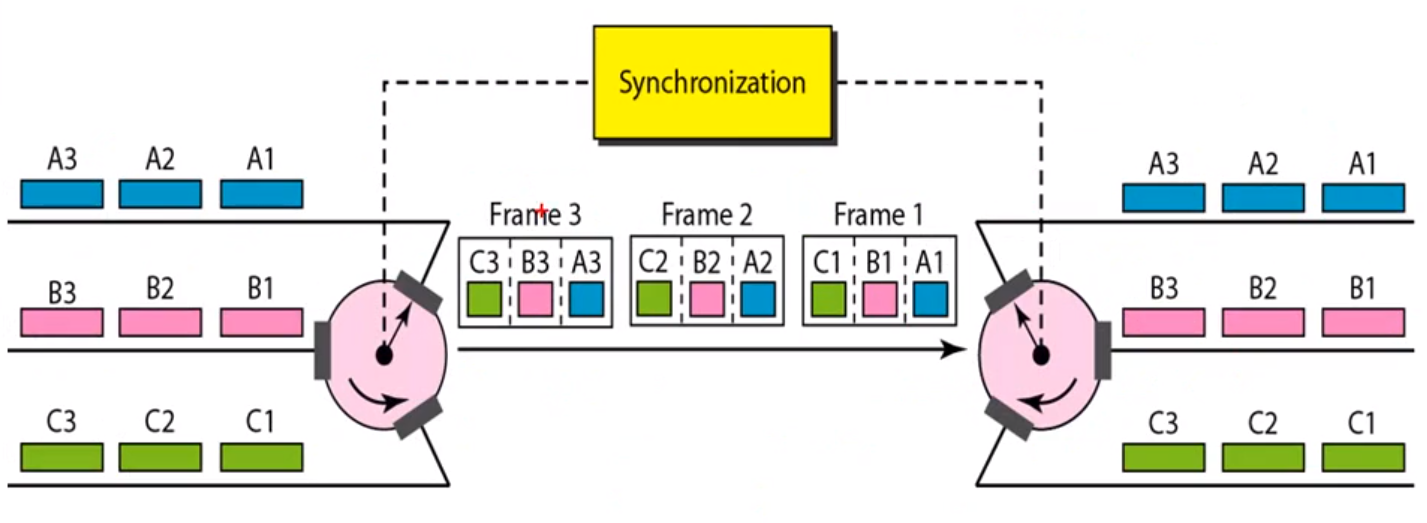 Synchronization
A3 A2 A1
A3 A2 A1
Frame 3 Frame 2 Frame 1
C3 B3 A3 C2 B2 A2 C1 B1 A1
B3 B2 B1
B3 B2 B1
C3 C2 C1
C3 C2 C1